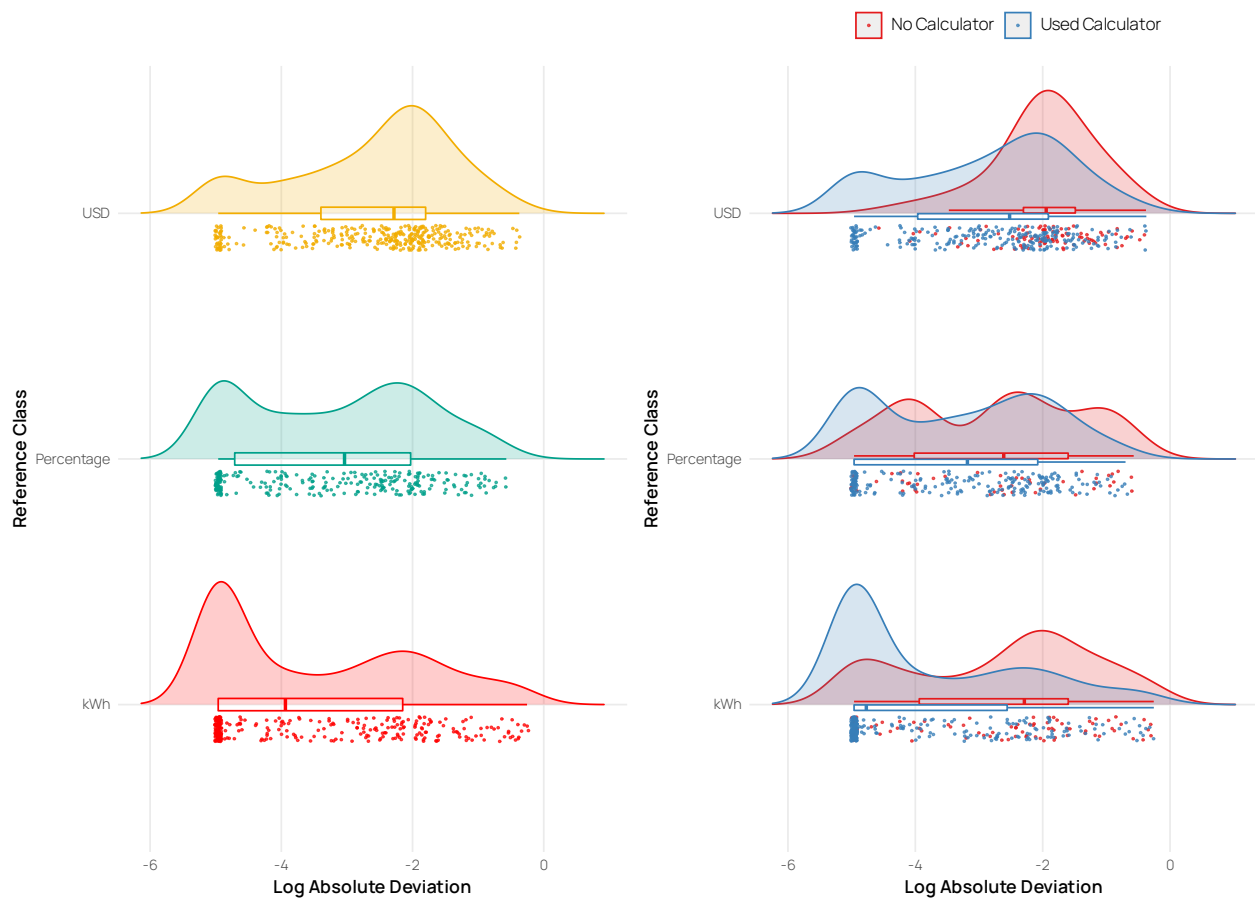 No Calculator Used Calculator
USD
Percentage
kWh
Reference Class
-6 -4 -2 0
Log Absolute Deviation
USD
Percentage
kWh
Reference Class
-6 -4 -2 0
Log Absolute Deviation